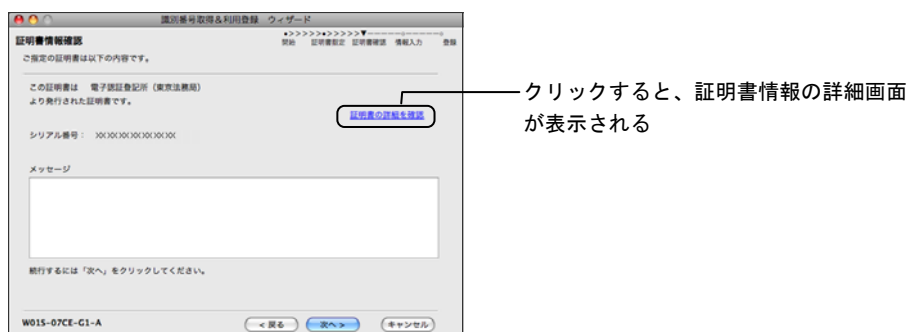 識別番号取得&利用登録 ウィザード
証明書情報確認
●>>>>>●>>>>>▼
開始 証明書指定 証明書確認 情報入力 登録
ご指定の証明書は以下の内容です。
この証明書は 電子認証登記所(東京法務局)
より発行された証明書です。
証明書の詳細を確認
シリアル番号:
メッセージ
続行するには「次へ」をクリックしてください。
W01S-07CE-G1-A
< 戻る 次へ > キャンセル
クリックすると、証明書情報の詳細画面
が表示される